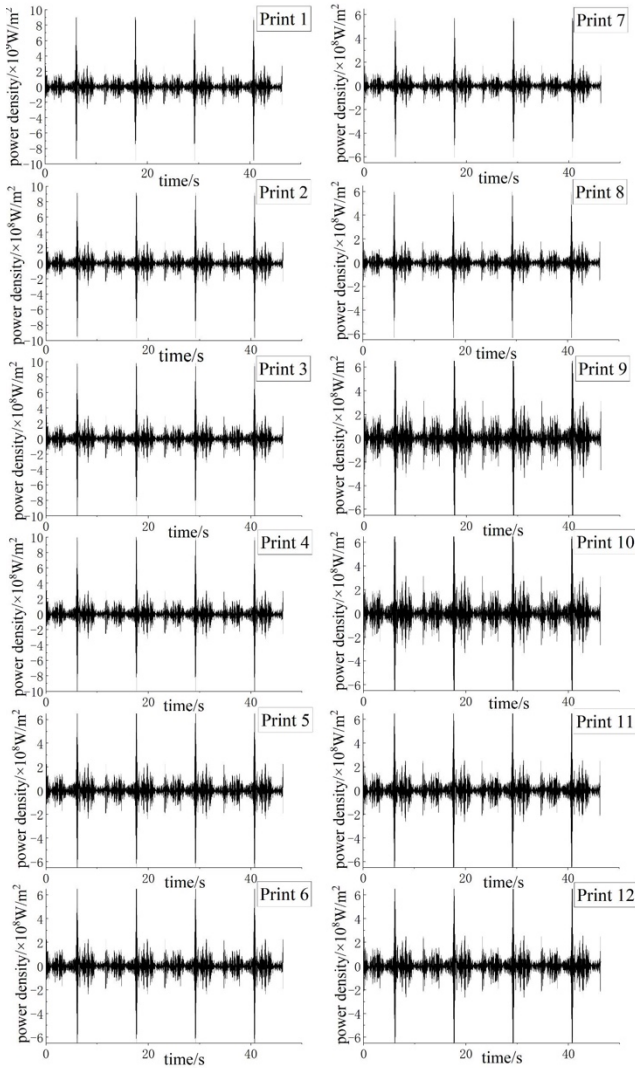 Print 1
power density/×10⁹W/m²
10
8
6
4
2
0
−2
−4
−6
−8
−10
0 20 40
time/s
Print 2
power density/×10⁸W/m²
10
8
6
4
2
0
−2
−4
−6
−8
−10
0 20 40
time/s
Print 3
power density/×10⁸W/m²
10
8
6
4
2
0
−2
−4
−6
−8
−10
0 20 40
time/s
Print 4
power density/×10⁸W/m²
10
8
6
4
2
0
−2
−4
−6
−8
−10
0 20 40
time/s
Print 5
power density/×10⁸W/m²
6
4
2
0
−2
−4
−6
0 20 40
time/s
Print 6
power density/×10⁸W/m²
6
4
2
0
−2
−4
−6
0 20 40
time/s
Print 7
power density/×10⁸W/m²
6
4
2
0
−2
−4
−6
0 20 40
time/s
Print 8
power density/×10⁸W/m²
6
4
2
0
−2
−4
−6
0 20 40
time/s
Print 9
power density/×10⁸W/m²
6
4
2
0
−2
−4
−6
0 20 40
time/s
Print 10
power density/×10⁸W/m²
6
4
2
0
−2
−4
−6
0 20 40
time/s
Print 11
power density/×10⁸W/m²
6
4
2
0
−2
−4
−6
0 20 40
time/s
Print 12
power density/×10⁸W/m²
6
4
2
0
−2
−4
−6
0 20 40
time/s